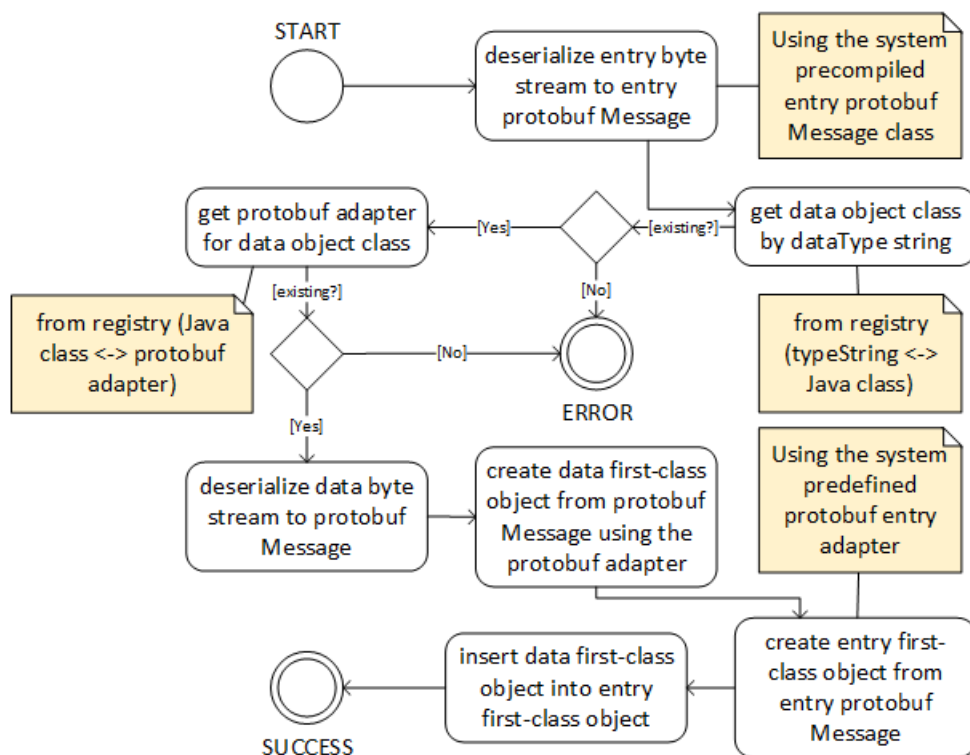 START
deserialize entry byte
stream to entry
protobuf Message
Using the system
precompiled
entry protobuf
Message class
get protobuf adapter
for data object class
[Yes]
[existing?]
get data object class
by dataType string
[existing?]
[No]
from registry (Java
class <-> protobuf
adapter)
[No]
ERROR
from registry
(typeString <->
Java class)
[Yes]
deserialize data byte
stream to protobuf
Message
create data first-class
object from protobuf
Message using the
protobuf adapter
Using the system
predefined
protobuf entry
adapter
SUCCESS
insert data first-class
object into entry
first-class object
create entry first-
class object from
entry protobuf
Message